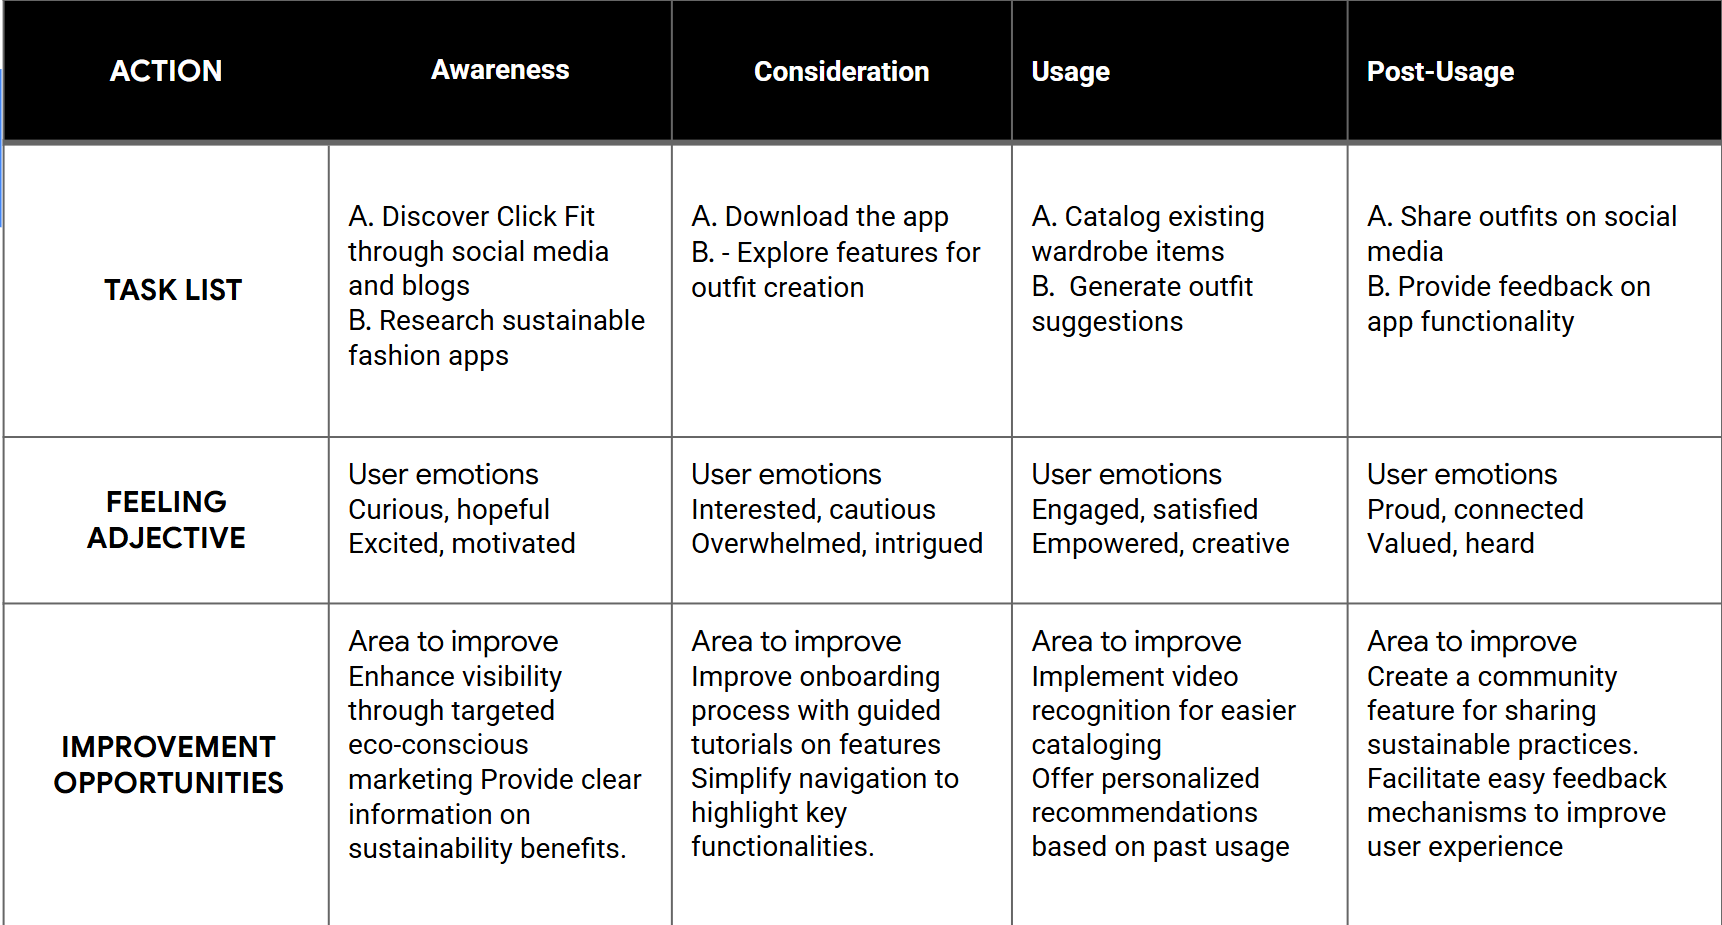 ACTION
Awareness
Consideration
Usage
Post-Usage
TASK LIST
A. Discover Click Fit
through social media
and blogs
B. Research sustainable
fashion apps
A. Download the app
B. - Explore features for
outfit creation
A. Catalog existing
wardrobe items
B.  Generate outfit
suggestions
A. Share outfits on social
media
B. Provide feedback on
app functionality
FEELING
ADJECTIVE
User emotions
Curious, hopeful
Excited, motivated
User emotions
Interested, cautious
Overwhelmed, intrigued
User emotions
Engaged, satisfied
Empowered, creative
User emotions
Proud, connected
Valued, heard
IMPROVEMENT
OPPORTUNITIES
Area to improve
Enhance visibility
through targeted
eco-conscious
marketing Provide clear
information on
sustainability benefits.
Area to improve
Improve onboarding
process with guided
tutorials on features
Simplify navigation to
highlight key
functionalities.
Area to improve
Implement video
recognition for easier
cataloging
Offer personalized
recommendations
based on past usage
Area to improve
Create a community
feature for sharing
sustainable practices.
Facilitate easy feedback
mechanisms to improve
user experience